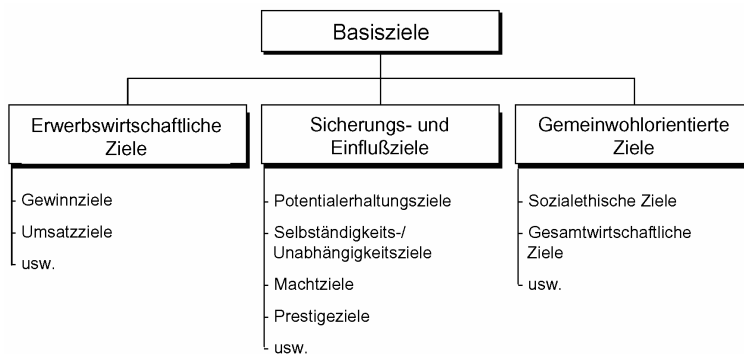 Basisziele
Erwerbswirtschaftliche
Ziele
- Gewinnziele
- Umsatzziele
- usw.
Sicherungs- und
Einflußziele
- Potentialerhaltungsziele
- Selbständigkeits-/
Unabhängigkeitsziele
- Machtziele
- Prestigeziele
- usw.
Gemeinwohlorientierte
Ziele
- Sozialethische Ziele
- Gesamtwirtschaftliche
Ziele
- usw.